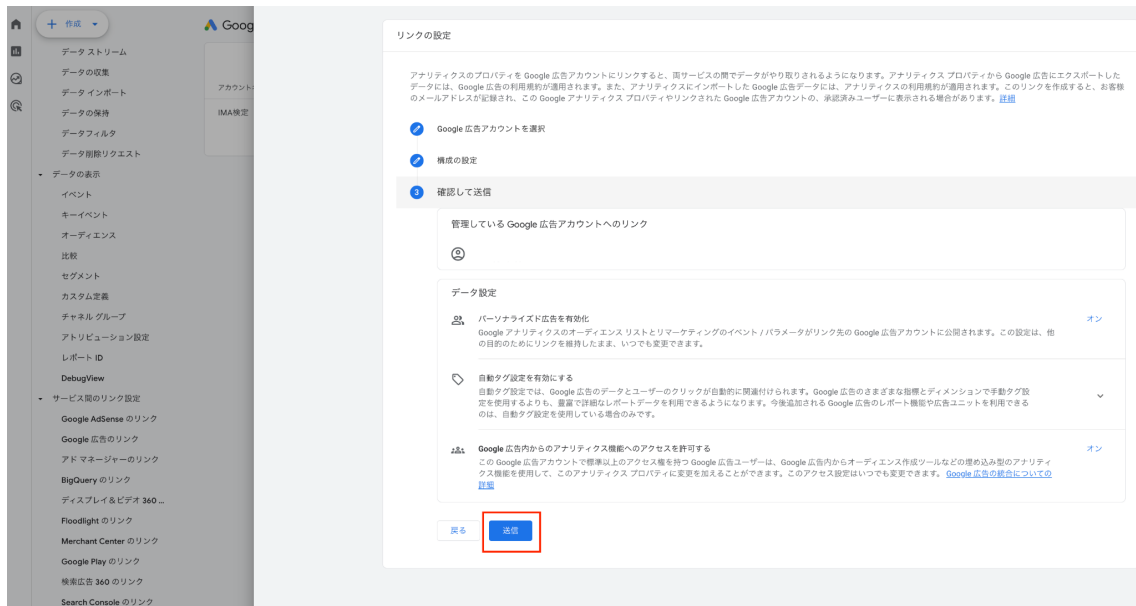 作成
データ ストリーム
データの収集
データ インポート
データの保持
データフィルタ
データ削除リクエスト
データの表示
イベント
キーイベント
オーディエンス
比較
セグメント
カスタム定義
チャネル グループ
アトリビューション設定
レポート ID
DebugView
サービス間のリンク設定
Google AdSense のリンク
Google 広告のリンク
アド マネージャーのリンク
BigQuery のリンク
ディスプレイ＆ビデオ 360 ...
Floodlight のリンク
Merchant Center のリンク
Google Play のリンク
検索広告 360 のリンク
Search Console のリンク
Goog
アカウント
IMA検定
リンクの設定
アナリティクスのプロパティを Google 広告アカウントにリンクすると、両サービスの間でデータがやり取りされるようになります。アナリティクス プロパティから Google 広告にエクスポートした
データには、Google 広告の利用規約が適用されます。また、アナリティクスにインポートした Google 広告データには、アナリティクスの利用規約が適用されます。このリンクを作成すると、お客様
のメールアドレスが記録され、この Google アナリティクス プロパティやリンクされた Google 広告アカウントの、承認済みユーザーに表示される場合があります。詳細
Google 広告アカウントを選択
構成の設定
3 確認して送信
管理している Google 広告アカウントへのリンク
データ設定
パーソナライズド広告を有効化 オン
Google アナリティクスのオーディエンス リストとリマーケティングのイベント / パラメータがリンク先の Google 広告アカウントに公開されます。この設定は、他
の目的のためにリンクを維持したまま、いつでも変更できます。
自動タグ設定を有効にする
自動タグ設定では、Google 広告のデータとユーザーのクリックが自動的に関連付けられます。Google 広告のさまざまな指標とディメンションで手動タグ設
定を使用するよりも、豊富で詳細なレポートデータを利用できるようになります。今後追加される Google 広告のレポート機能や広告ユニットを利用できる
のは、自動タグ設定を使用している場合のみです。
Google 広告内からのアナリティクス機能へのアクセスを許可する オン
この Google 広告アカウントで標準以上のアクセス権を持つ Google 広告ユーザーは、Google 広告内からオーディエンス作成ツールなどの埋め込み型のアナリティ
クス機能を使用して、このアナリティクス プロパティに変更を加えることができます。このアクセス設定はいつでも変更できます。 Google 広告の統合についての
詳細
戻る 送信